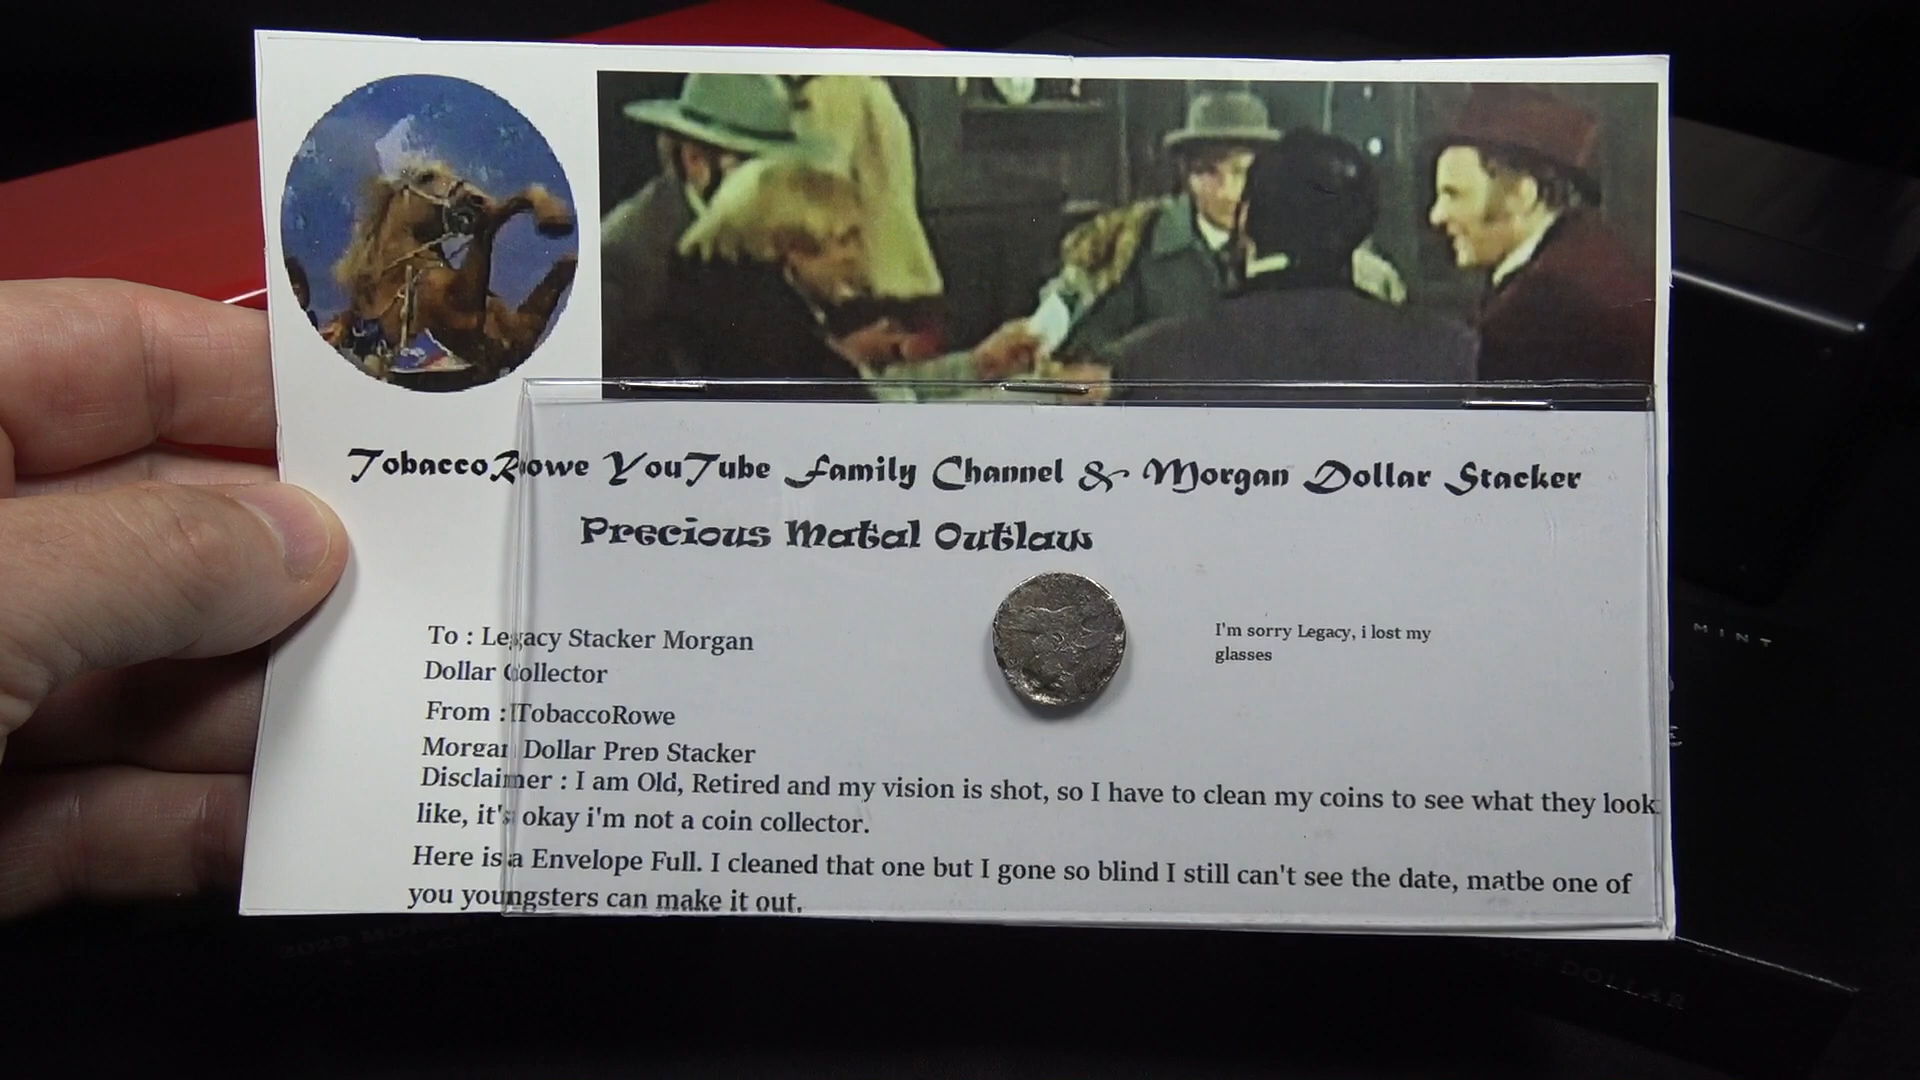 TobaccoRowe YouTube Family Channel & Morgan Dollar Stacker
Precious Matal Outlaw
To : Legacy Stacker Morgan
Dollar Collector
From : TobaccoRowe
Morgan Dollar Prep Stacker
I'm sorry Legacy, i lost my
glasses
Disclaimer : I am Old, Retired and my vision is shot, so I have to clean my coins to see what they look
like, it's okay i'm not a coin collector.
Here is a Envelope Full. I cleaned that one but I gone so blind I still can't see the date, matbe one of
you youngsters can make it out.
MINT
DOLLAR